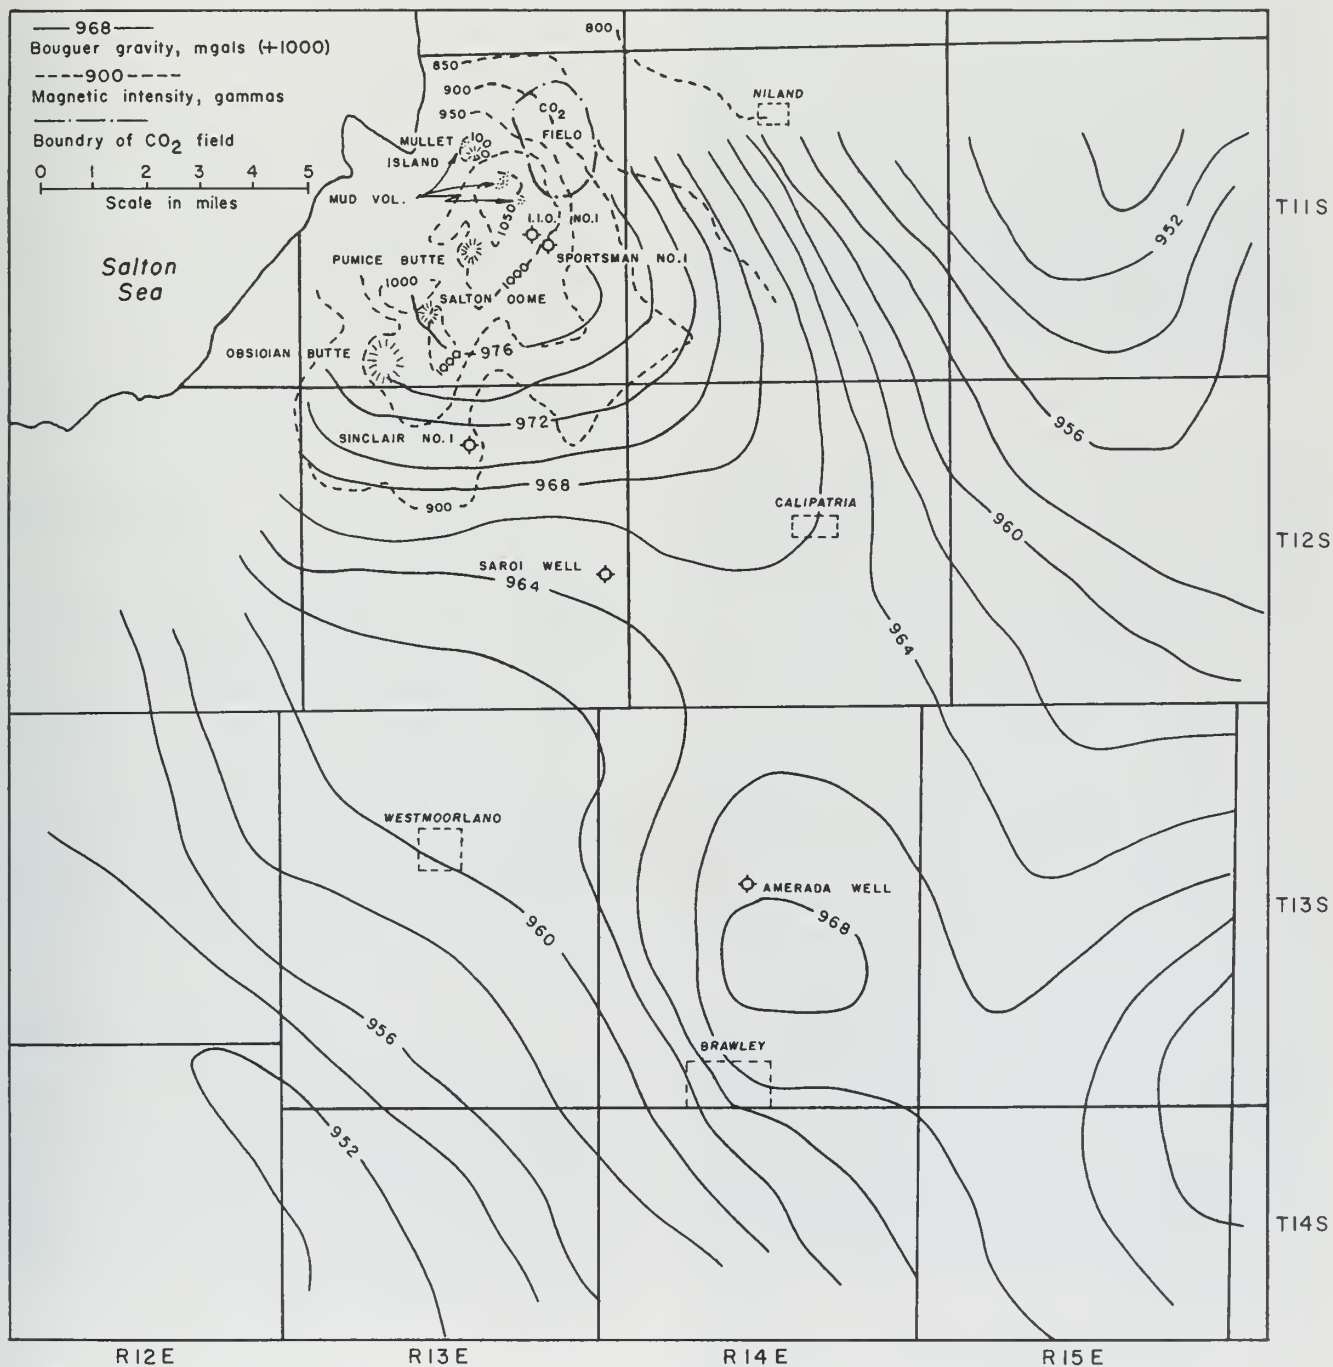 968
Bouguer gravity, mgals (+1000)
900
Magnetic intensity, gammas
Boundry of CO2 field
0 1 2 3 4 5
Scale in miles
Salton
Sea
800
850
900
950
CO2
FIELD
NILAND
MULLET
ISLAND
MUD VOL.
1050
I.I.D. NO.1
SPORTSMAN NO.1
PUMICE BUTTE
1000
1000
SALTON DOME
OBSIDIAN BUTTE
1000
976
972
SINCLAIR NO.1
968
900
952
956
T11S
CALIPATRIA
960
T12S
SARDI WELL
964
964
WESTMORLAND
AMERADA WELL
968
T13S
960
956
BRAWLEY
952
T14S
R12E
R13E
R14E
R15E